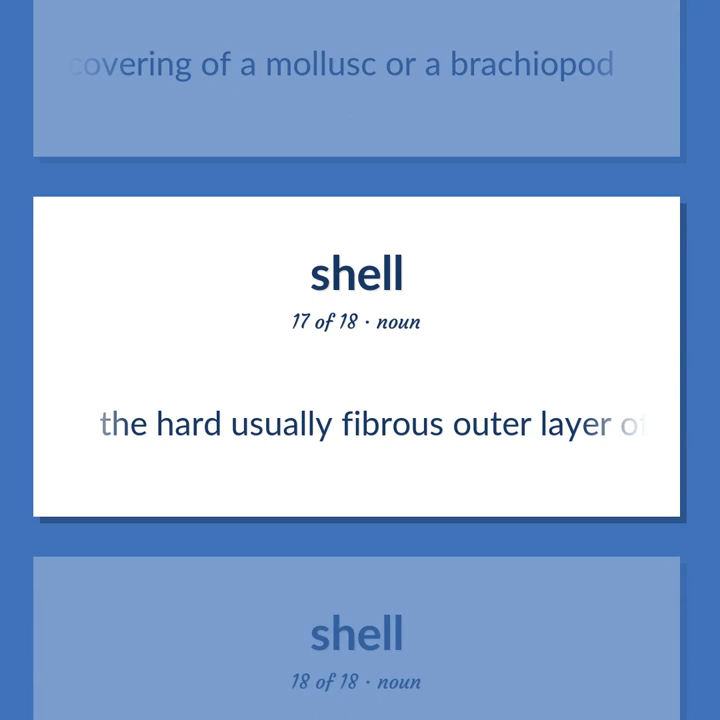 covering of a mollusc or a brachiopod
shell
17 of 18 · noun
the hard usually fibrous outer layer of
shell
18 of 18 · noun